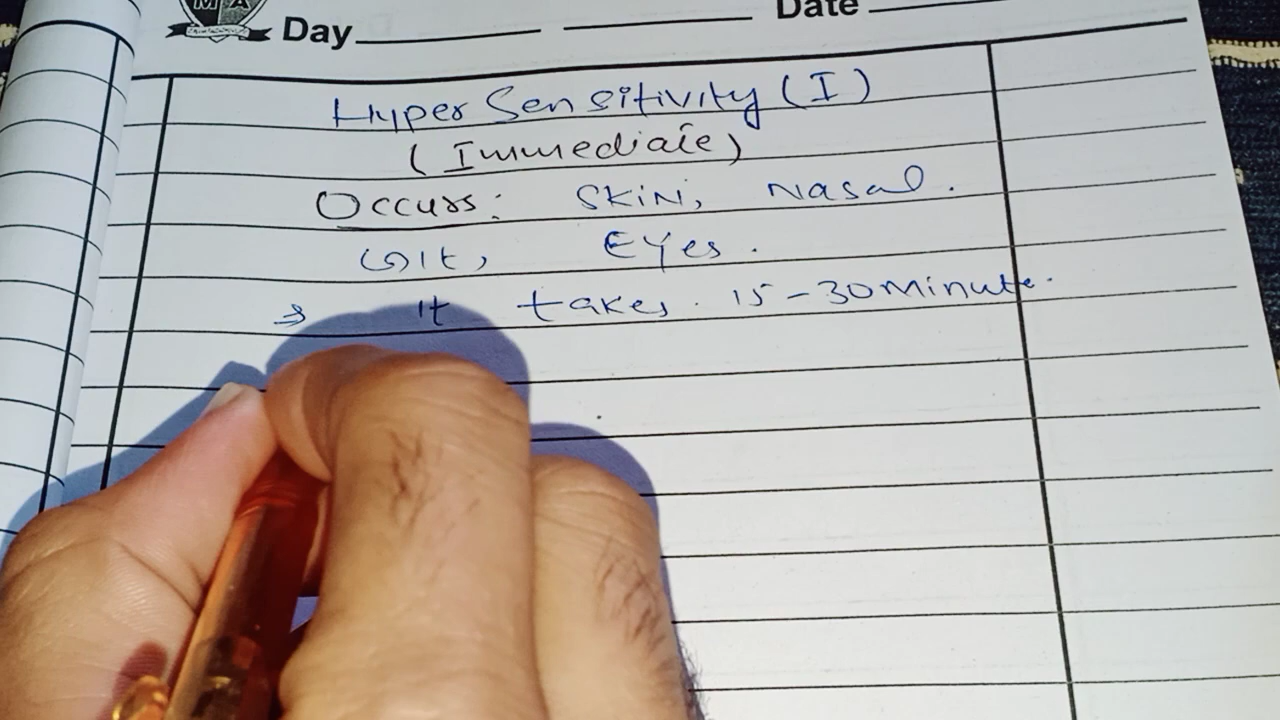 M A
Day Date
Hyper Sensitivity (I)
(Immediate)
Occurs: Skin, Nasal.
GIt, Eyes.
⇒ It takes. 15-30 Minute.